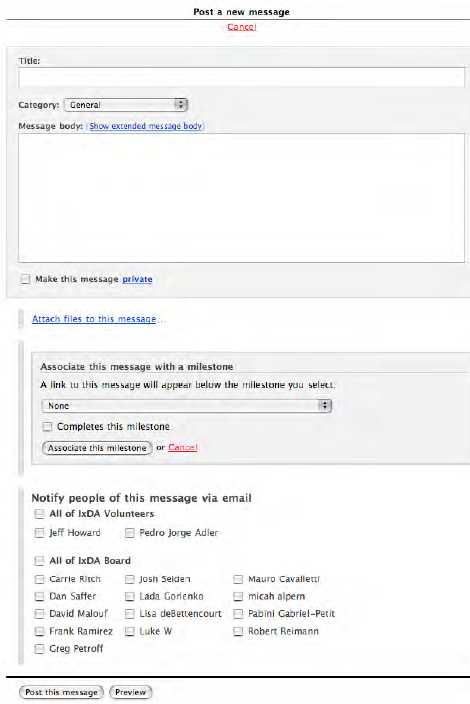 Post a new message
Cancel
Title:
Category: General
Message body: (Show extended message body)
Make this message private
Attach files to this message...
Associate this message with a milestone
A link to this message will appear below the milestone you select.
None
Completes this milestone
Associate this milestone or Cancel
Notify people of this message via email
All of IxDA Volunteers
Jeff Howard Pedro Jorge Adler
All of IxDA Board
Carrie Ritch Josh Seiden Mauro Cavalletti
Dan Saffer Lada Gorlenko micah alpern
David Malouf Lisa deBettencourt Pabini Gabriel-Petit
Frank Ramirez Luke W Robert Reimann
Greg Petroff
Post this message Preview